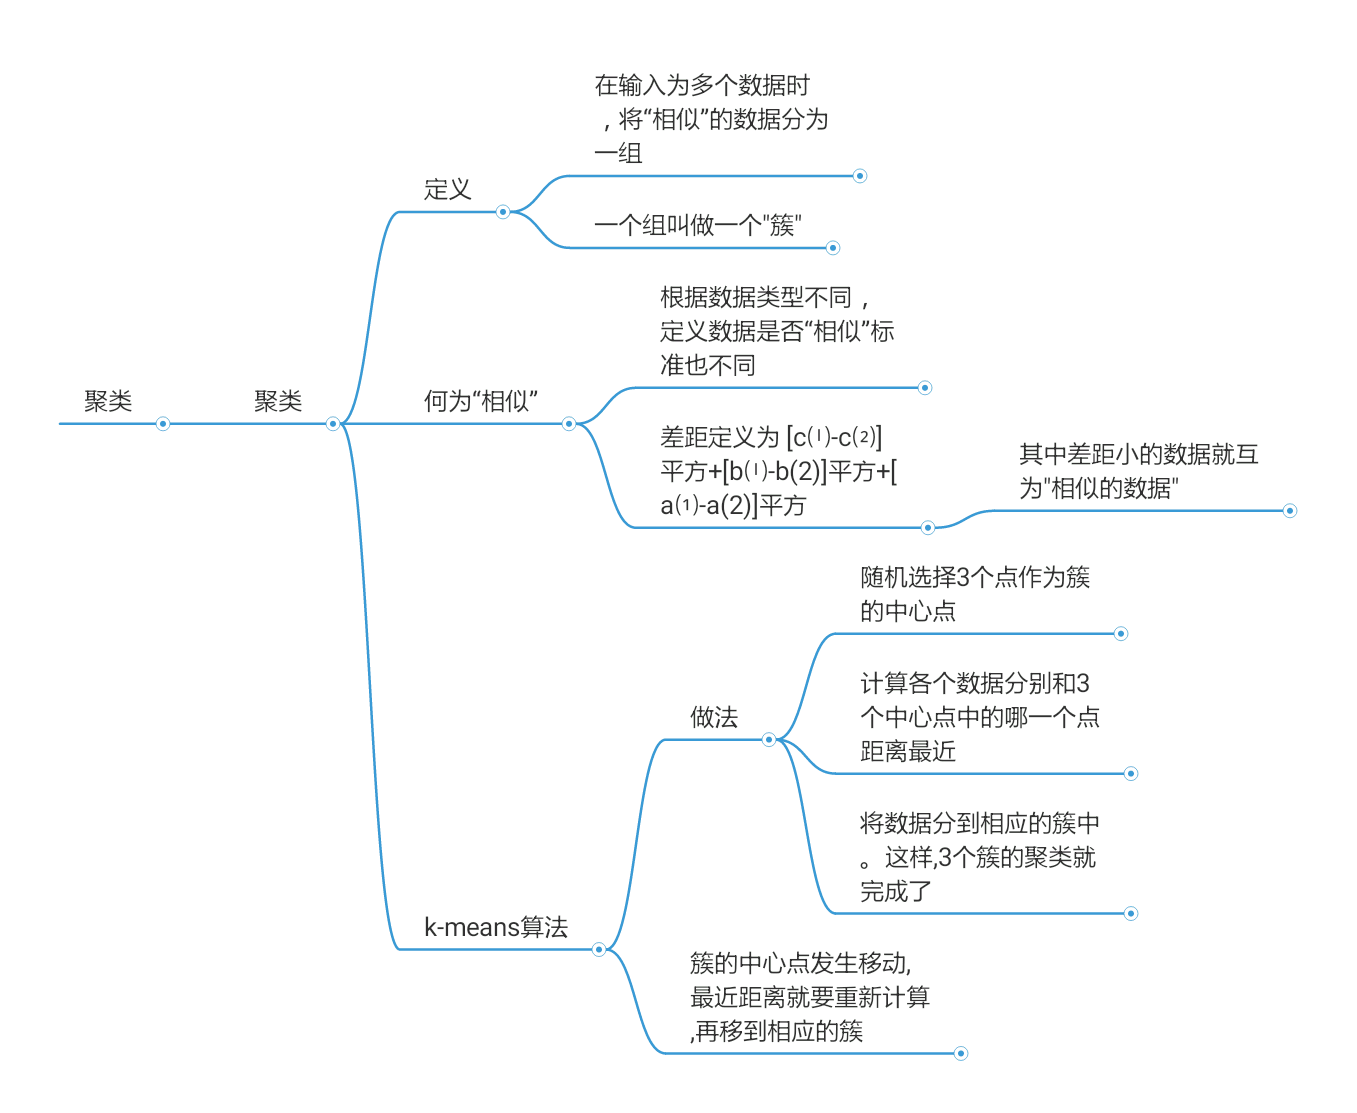 在输入为多个数据时
，将“相似”的数据分为
一组
定义
一个组叫做一个"簇"
根据数据类型不同，
定义数据是否“相似”标
准也不同
聚类
聚类
何为“相似”
差距定义为 [c⑴-c⑵]
平方+[b⑴-b(2)]平方+[
a⑴-a(2)]平方
其中差距小的数据就互
为"相似的数据"
随机选择3个点作为簇
的中心点
计算各个数据分别和3
个中心点中的哪一个点
距离最近
做法
将数据分到相应的簇中
。这样,3个簇的聚类就
完成了
k-means算法
簇的中心点发生移动,
最近距离就要重新计算
,再移到相应的簇